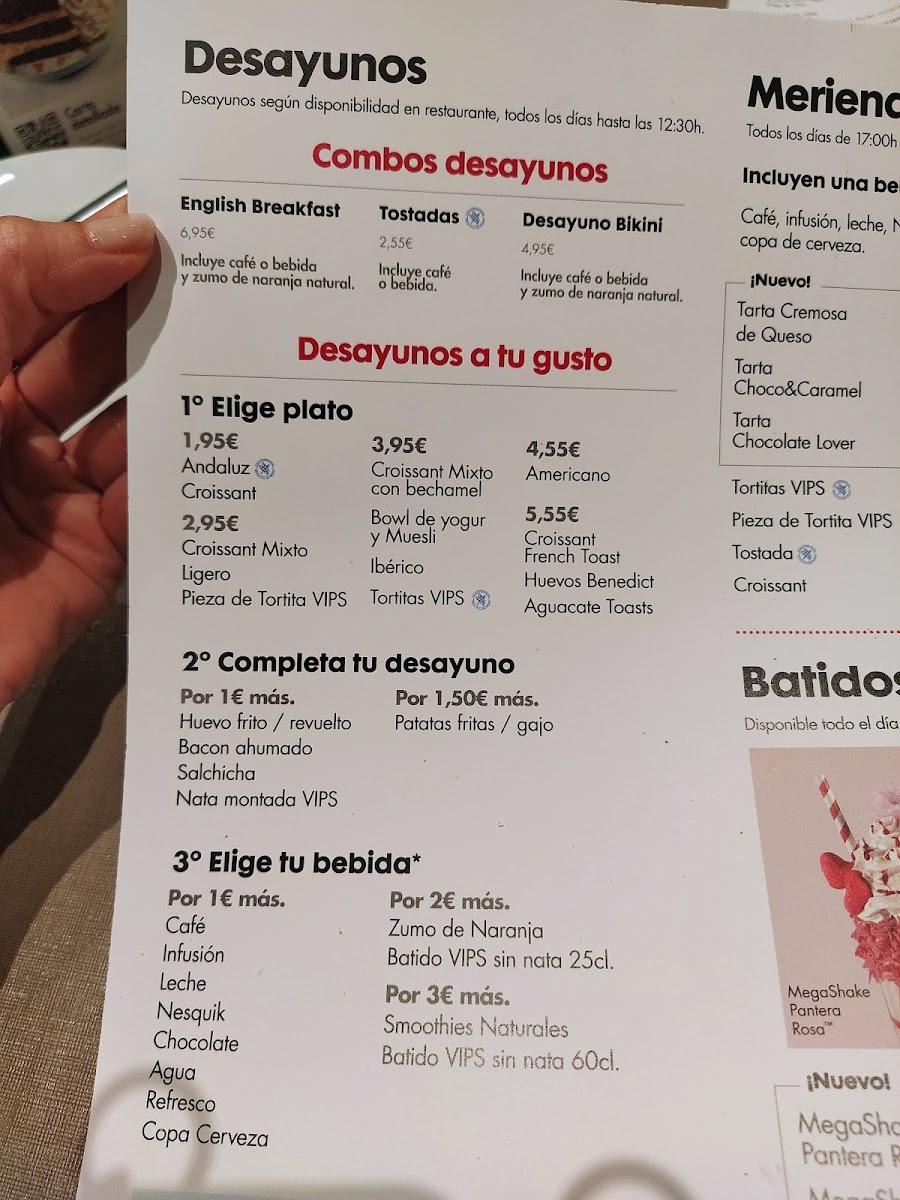 Desayunos
Desayunos según disponibilidad en restaurante, todos los días hasta las 12:30h.
Combos desayunos
English Breakfast
6,95€
Incluye café o bebida
y zumo de naranja natural.
Tostadas
2,55€
Incluye café
o bebida.
Desayuno Bikini
4,95€
Incluye café o bebida
y zumo de naranja natural.
Desayunos a tu gusto
1º Elige plato
1,95€
Andaluz
Croissant
2,95€
Croissant Mixto
Ligero
Pieza de Tortita VIPS
3,95€
Croissant Mixto
con bechamel
Bowl de yogur
y Muesli
Ibérico
Tortitas VIPS
4,55€
Americano
5,55€
Croissant
French Toast
Huevos Benedict
Aguacate Toasts
2º Completa tu desayuno
Por 1€ más.
Huevo frito / revuelto
Bacon ahumado
Salchicha
Nata montada VIPS
Por 1,50€ más.
Patatas fritas / gajo
3º Elige tu bebida*
Por 1€ más.
Café
Infusión
Leche
Nesquik
Chocolate
Agua
Refresco
Copa Cerveza
Por 2€ más.
Zumo de Naranja
Batido VIPS sin nata 25cl.
Por 3€ más.
Smoothies Naturales
Batido VIPS sin nata 60cl.
Meriend
Todos los días de 17:00h
Incluyen una be
Café, infusión, leche, N
copa de cerveza.
¡Nuevo!
Tarta Cremosa
de Queso
Tarta
Choco&Caramel
Tarta
Chocolate Lover
Tortitas VIPS
Pieza de Tortita VIPS
Tostada
Croissant
Batidos
Disponible todo el día
MegaShake
Pantera
Rosa™
¡Nuevo!
MegaSha
Pantera R